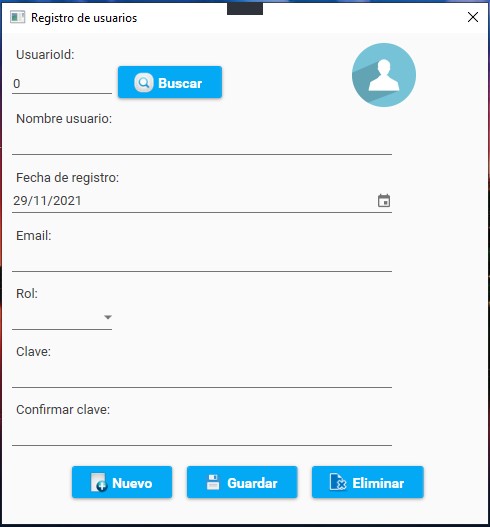 Registro de usuarios
UsuarioId:
0
Buscar
Nombre usuario:
Fecha de registro:
29/11/2021
Email:
Rol:
Clave:
Confirmar clave:
Nuevo Guardar Eliminar